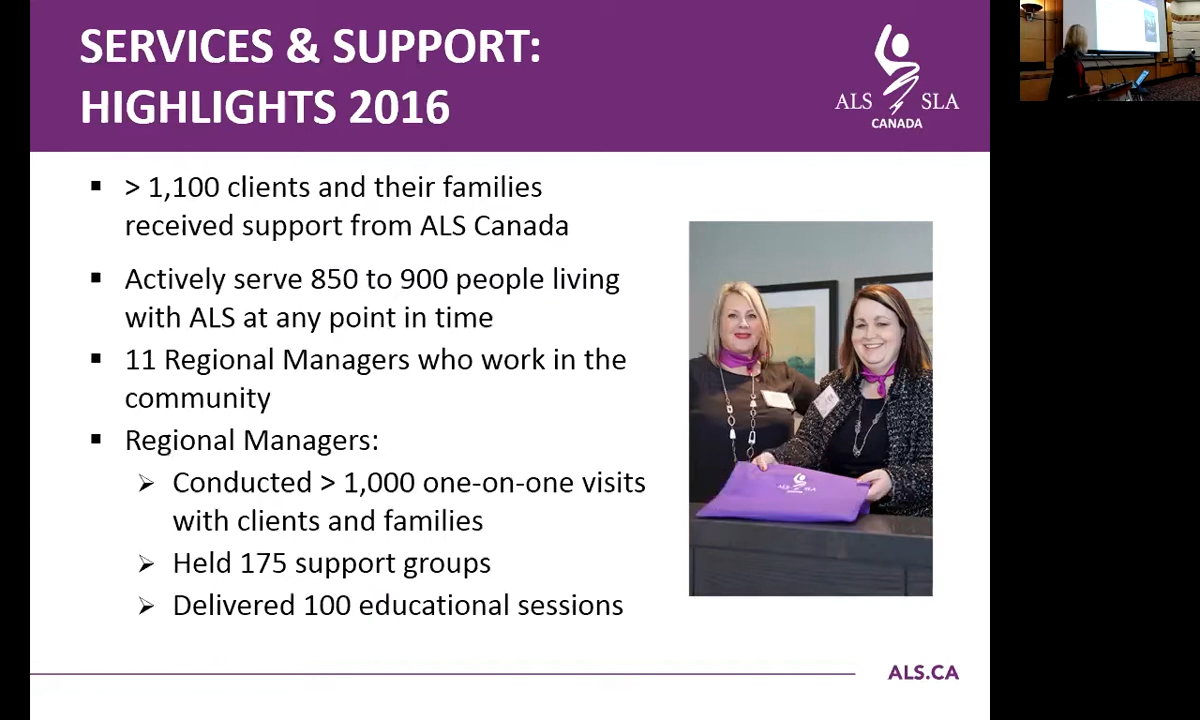 SERVICES & SUPPORT:
HIGHLIGHTS 2016
ALS SLA
CANADA
▪ > 1,100 clients and their families
received support from ALS Canada
▪ Actively serve 850 to 900 people living
with ALS at any point in time
▪ 11 Regional Managers who work in the
community
▪ Regional Managers:
➢ Conducted > 1,000 one-on-one visits
with clients and families
➢ Held 175 support groups
➢ Delivered 100 educational sessions
ALS SLA
ALS.CA